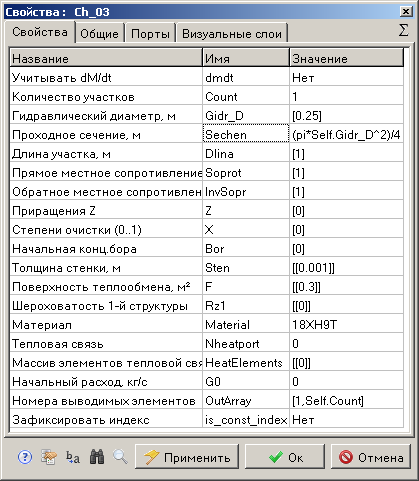 Свойства: Ch_03
Свойства Общие Порты Визуальные слои Σ
Название Имя Значение
Учитывать dM/dt dmdt Нет
Количество участков Count 1
Гидравлический диаметр, м Gidr_D [0.25]
Проходное сечение, м Sechen (pi*Self.Gidr_D^2)/4
Длина участка, м Dlina [1]
Прямое местное сопротивление Soprot [1]
Обратное местное сопротивлен InvSopr [1]
Приращения Z Z [0]
Степени очистки (0..1) X [0]
Начальная конц.бора Bor [0]
Толщина стенки, м Sten [[0.001]]
Поверхность теплообмена, м² F [[0.3]]
Шероховатость 1-й структуры Rz1 [[0]]
Материал Material 18ХН9Т
Тепловая связь Nheatport 0
Массив элементов тепловой свя HeatElements [[0]]
Начальный расход, кг/с G0 0
Номера выводимых элементов OutArray [1,Self.Count]
Зафиксировать индекс is_const_index Нет
Применить Ок Отмена